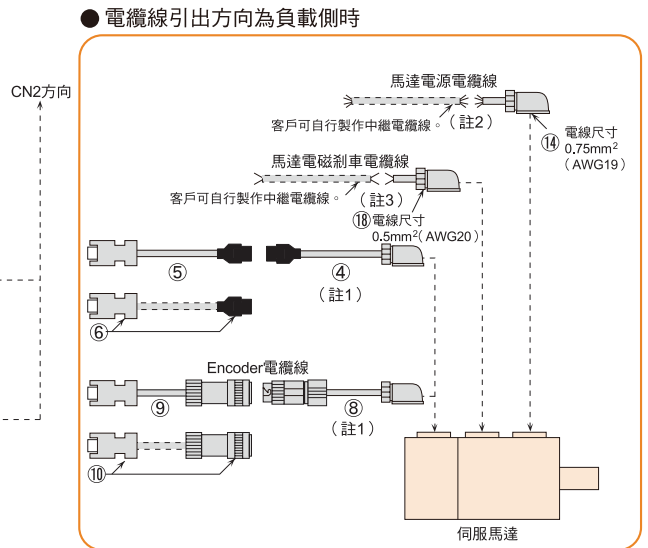 ● 電纜線引出方向為負載側時
CN2方向
馬達電源電纜線
客戶可自行製作中繼電纜線。
（註2）
⑭
電線尺寸
0.75mm²
（AWG19）
馬達電磁剎車電纜線
客戶可自行製作中繼電纜線。
（註3）
⑱電線尺寸
0.5mm²（AWG20）
⑤
④
（註1）
⑥
Encoder電纜線
⑨
⑧
（註1）
⑩
伺服馬達